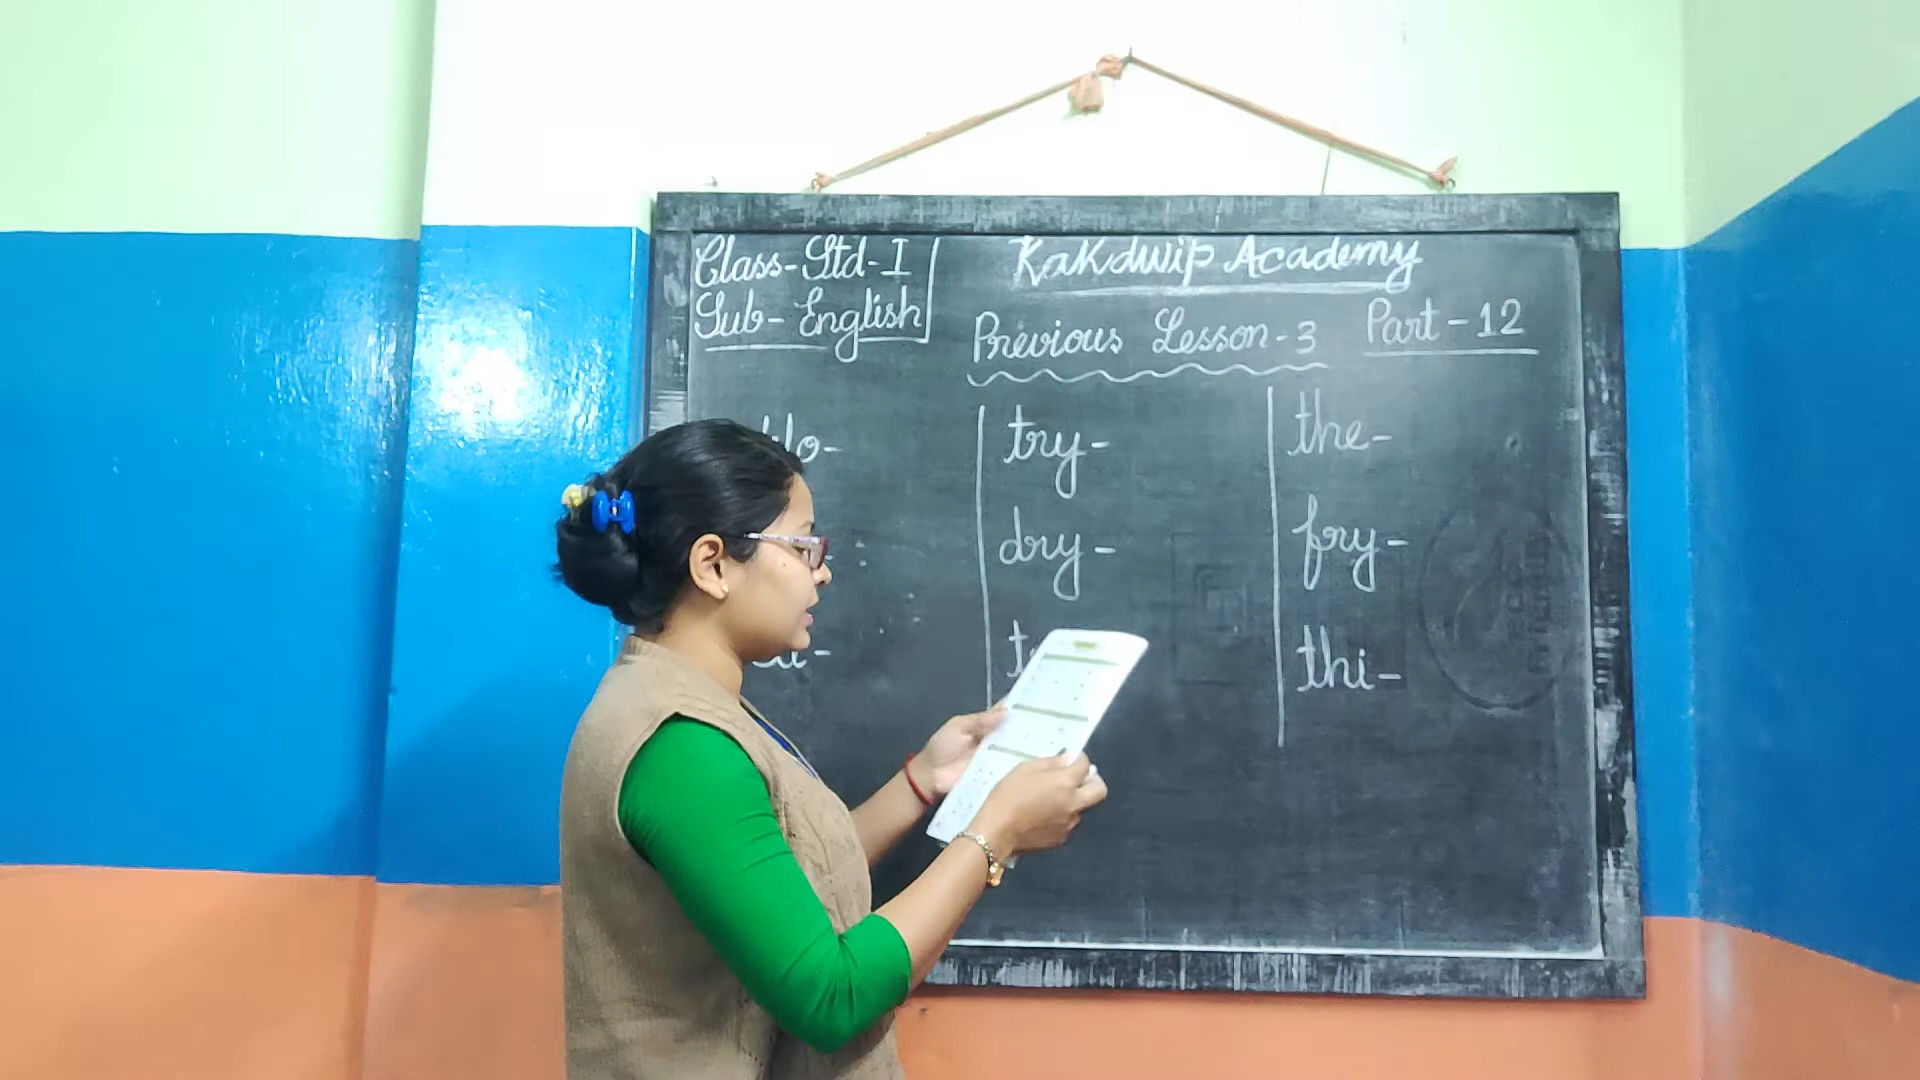 Class-Std-I
Sub-English
Kakdwip Academy
Previous Lesson-3
Part-12
try-
dry-
the-
fry-
thi-